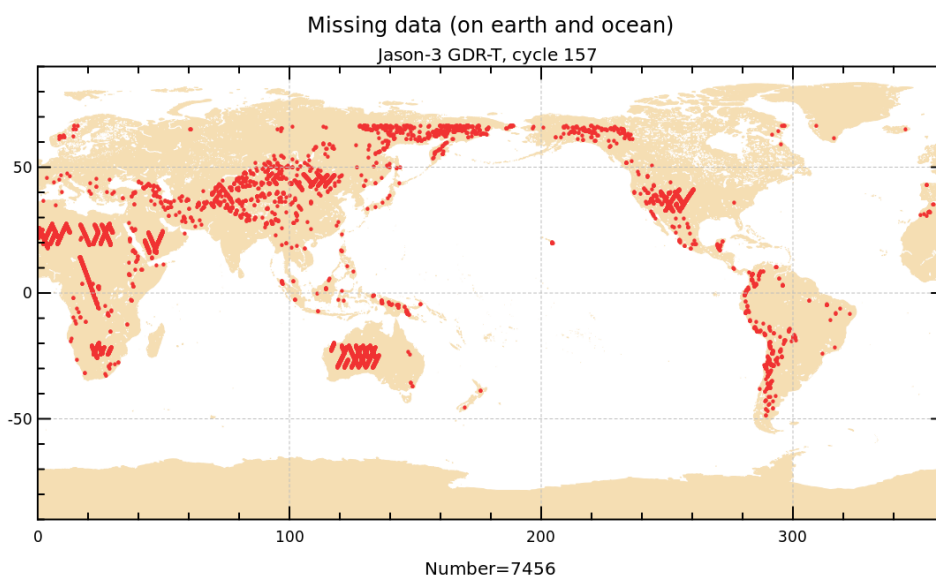 Missing data (on earth and ocean)
Jason-3 GDR-T, cycle 157
50
0
-50
0 100 200 300
Number=7456